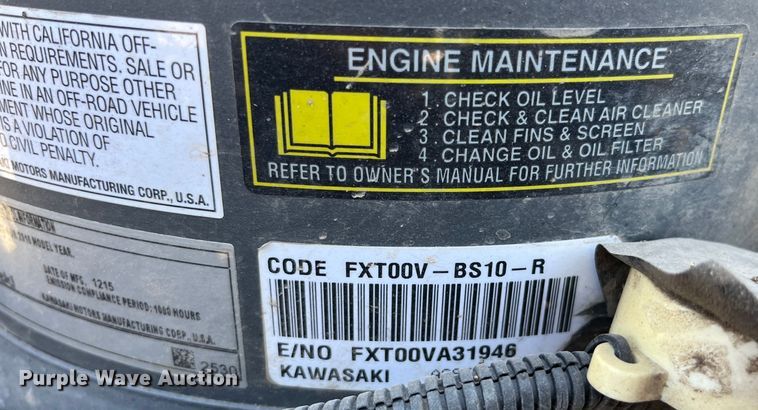 WITH CALIFORNIA OFF-
REQUIREMENTS. SALE OR
FOR ANY PURPOSE OTHER
IN AN OFF-ROAD VEHICLE
WHOSE ORIGINAL
IS A VIOLATION OF
CIVIL PENALTY.
MOTORS MANUFACTURING CORP., U.S.A.
ENGINE MAINTENANCE
1. CHECK OIL LEVEL
2. CHECK & CLEAN AIR CLEANER
3. CLEAN FINS & SCREEN
4. CHANGE OIL & OIL FILTER
REFER TO OWNER'S MANUAL FOR FURTHER INFORMATION
INFORMATION
MODEL YEAR.
DATE OF MFG. 1215
EMISSION COMPLIANCE PERIOD: 1000 HOURS
KAWASAKI MOTORS MANUFACTURING CORP., U.S.A.
CODE FXT00V-BS10-R
E/NO FXT00VA31946
KAWASAKI
Purple Wave Auction